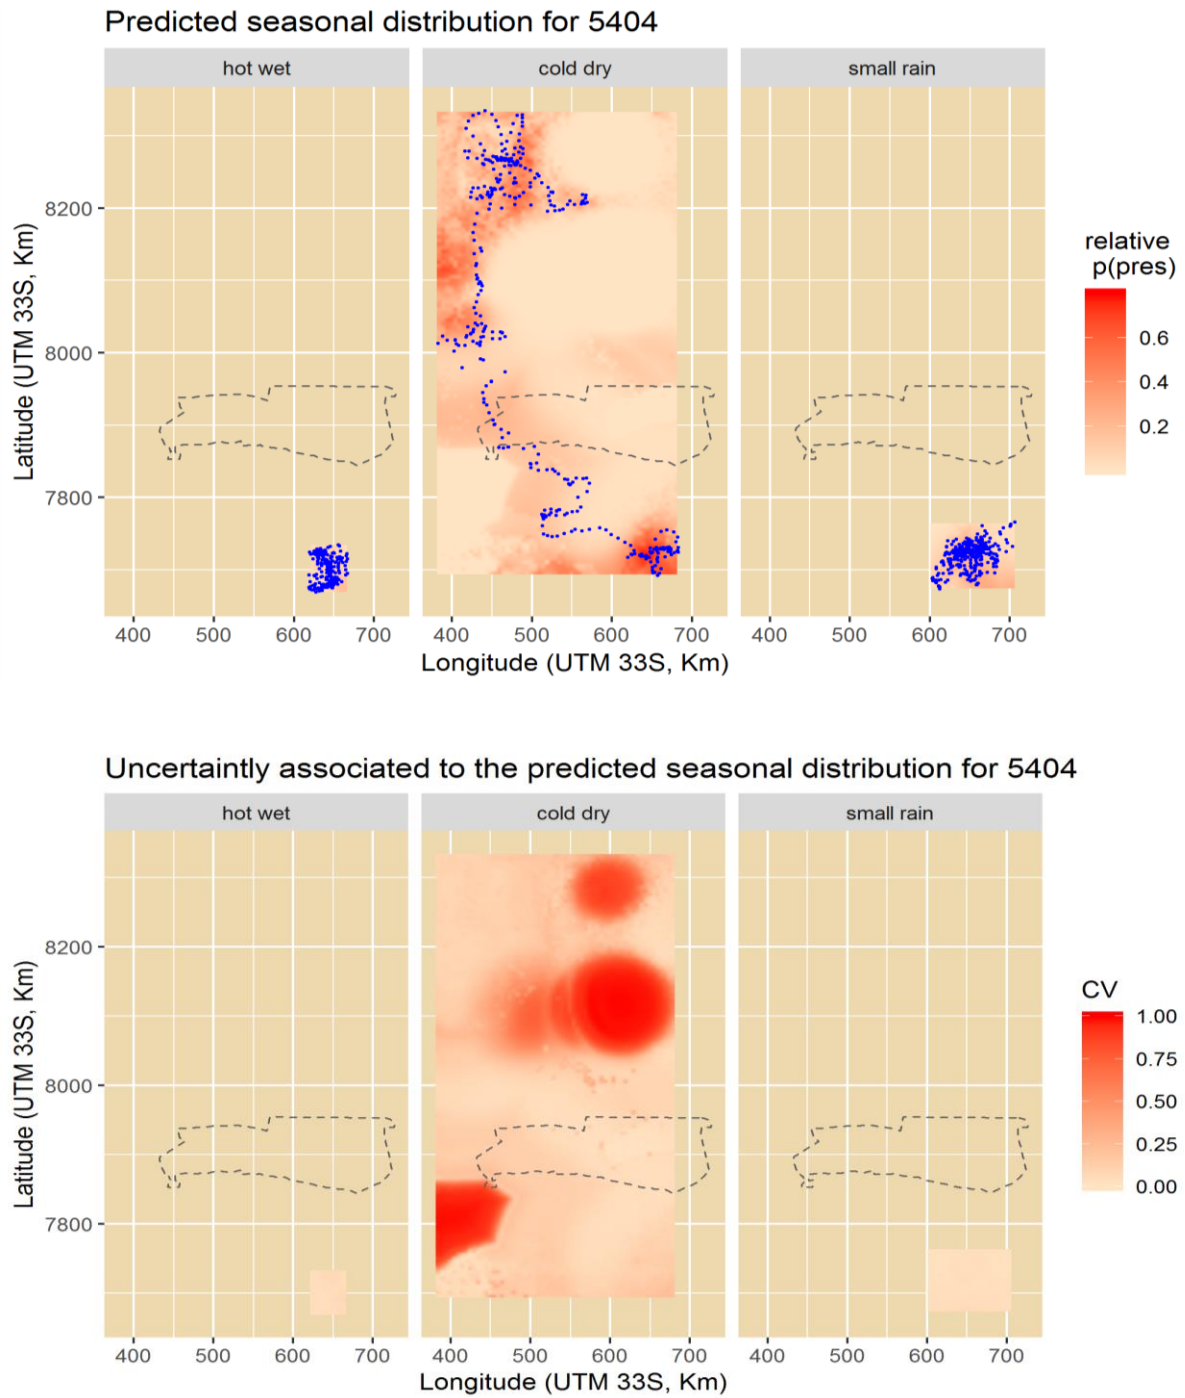 Predicted seasonal distribution for 5404
hot wet
cold dry
small rain
Latitude (UTM 33S, Km)
8200
8000
7800
400 500 600 700
400 500 600 700
400 500 600 700
Longitude (UTM 33S, Km)
relative
p(pres)
0.6
0.4
0.2
Uncertaintly associated to the predicted seasonal distribution for 5404
hot wet
cold dry
small rain
Latitude (UTM 33S, Km)
8200
8000
7800
400 500 600 700
400 500 600 700
400 500 600 700
Longitude (UTM 33S, Km)
CV
1.00
0.75
0.50
0.25
0.00